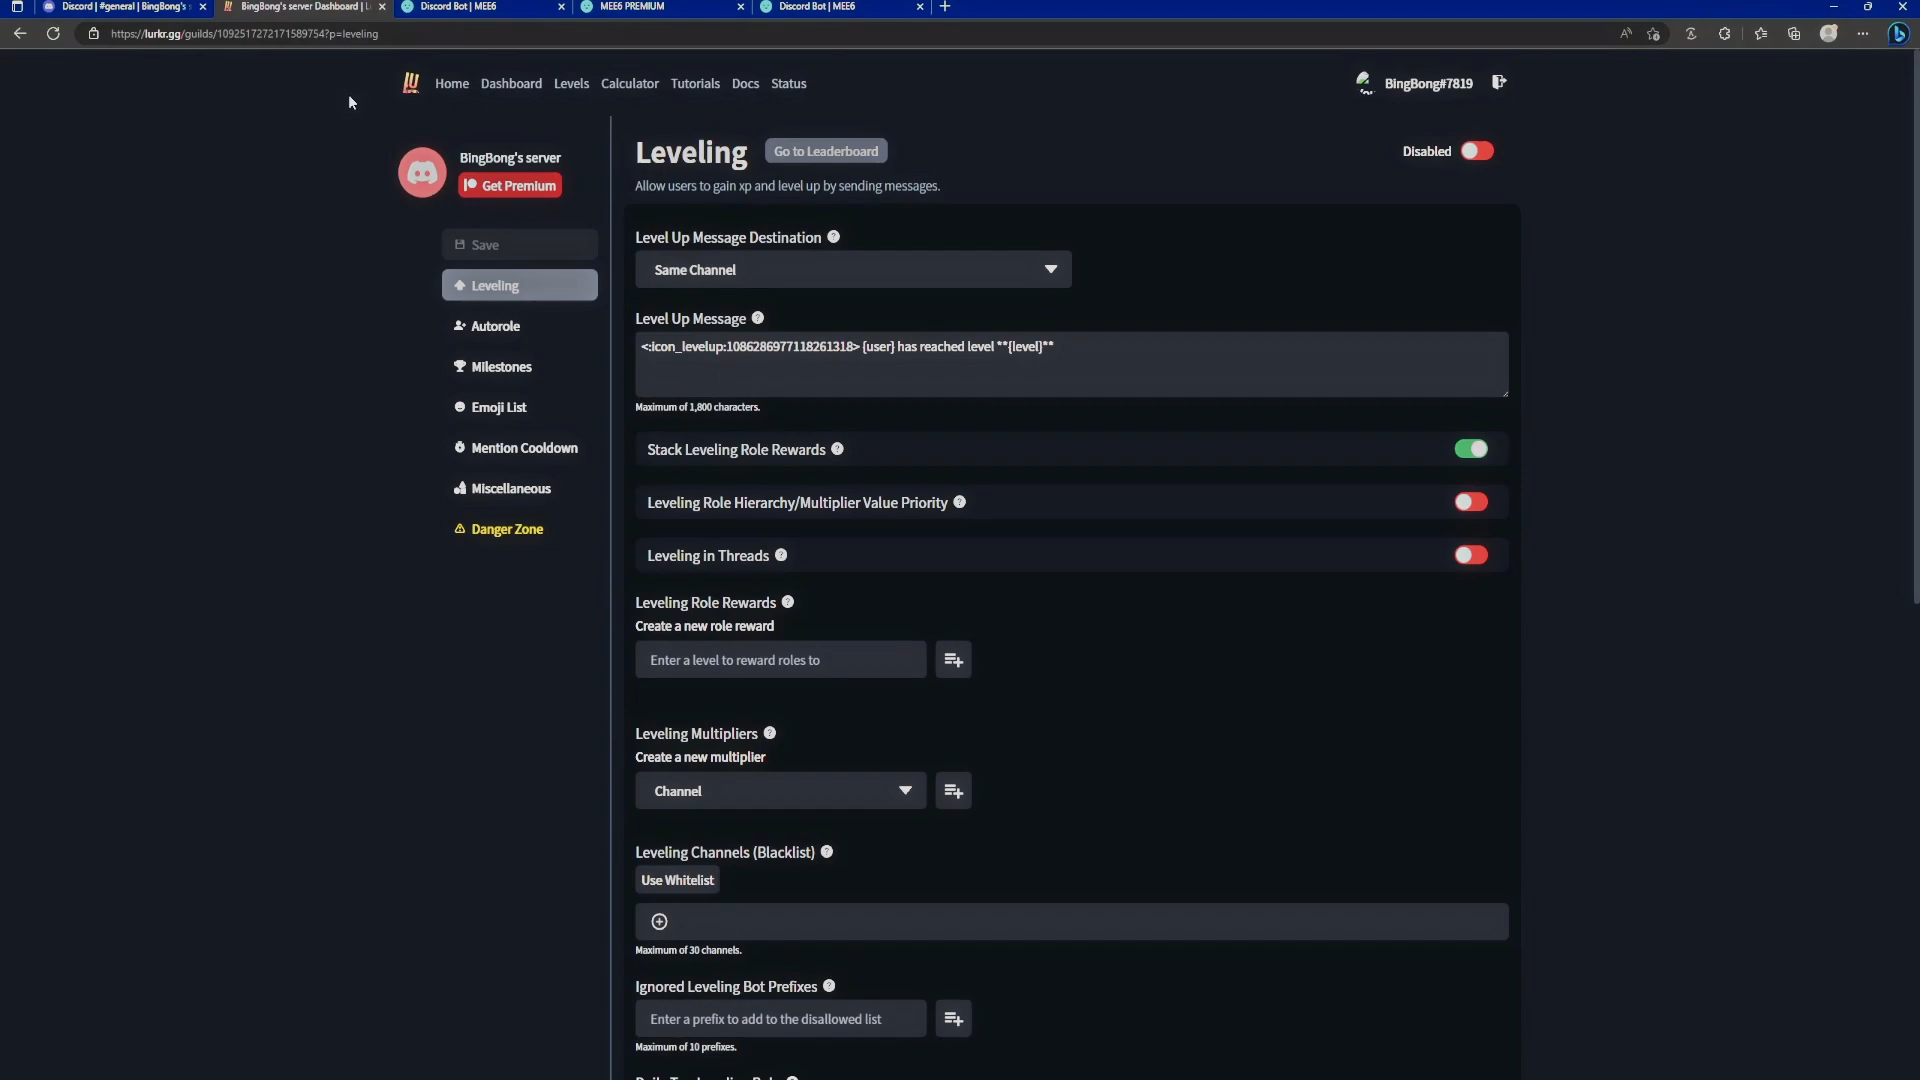 Discord | #general | BingBong's s
BingBong's server Dashboard | L
Discord Bot | MEE6
MEE6 PREMIUM
Discord Bot | MEE6
https://lurkr.gg/guilds/1092517272171589754?p=leveling
Home Dashboard Levels Calculator Tutorials Docs Status
BingBong#7819
BingBong's server
Get Premium
Save
Leveling
Autorole
Milestones
Emoji List
Mention Cooldown
Miscellaneous
Danger Zone
Leveling
Go to Leaderboard
Disabled
Allow users to gain xp and level up by sending messages.
Level Up Message Destination
Same Channel
Level Up Message
<:icon_levelup:1086286977118261318> {user} has reached level **{level}**
Maximum of 1,800 characters.
Stack Leveling Role Rewards
Leveling Role Hierarchy/Multiplier Value Priority
Leveling in Threads
Leveling Role Rewards
Create a new role reward
Enter a level to reward roles to
Leveling Multipliers
Create a new multiplier
Channel
Leveling Channels (Blacklist)
Use Whitelist
Maximum of 30 channels.
Ignored Leveling Bot Prefixes
Enter a prefix to add to the disallowed list
Maximum of 10 prefixes.